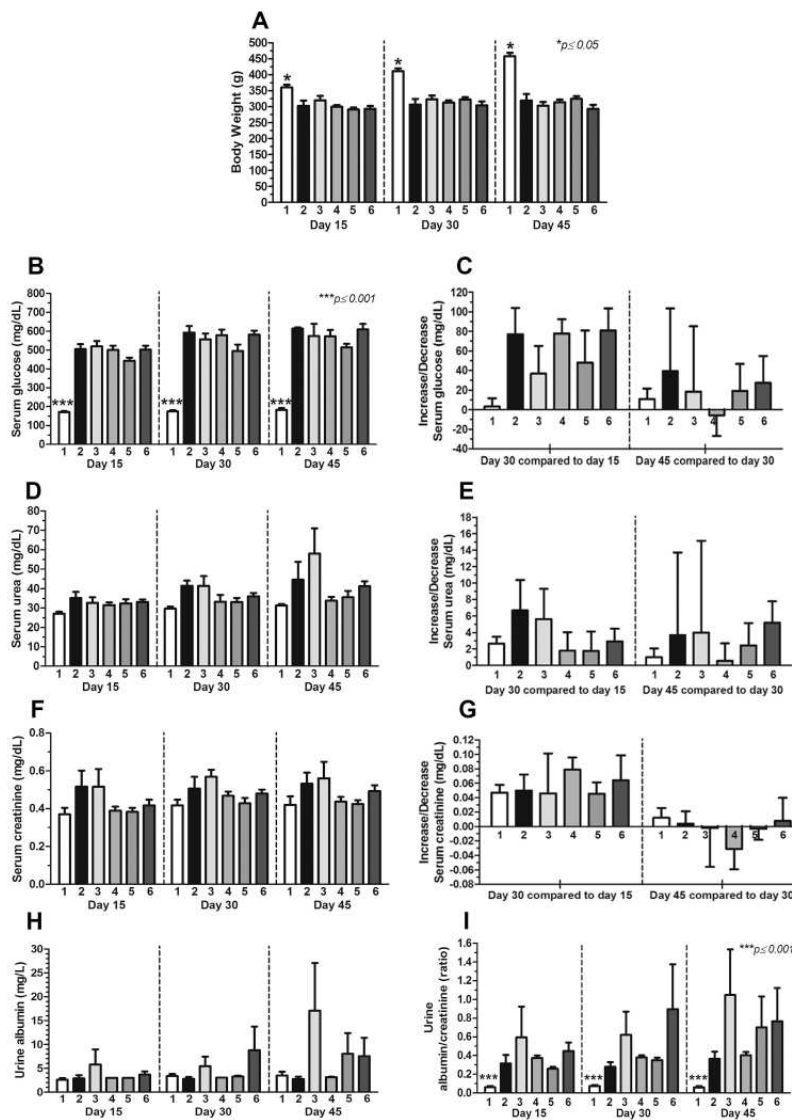 A
*p≤ 0.05
Body Weight (g)
500
450
400
350
300
250
200
150
100
50
0
*
*
*
1 2 3 4 5 6 1 2 3 4 5 6 1 2 3 4 5 6
Day 15 Day 30 Day 45
B
***p≤ 0.001
Serum glucose (mg/dL)
800
700
600
500
400
300
200
100
0
*** *** ***
1 2 3 4 5 6 1 2 3 4 5 6 1 2 3 4 5 6
Day 15 Day 30 Day 45
C
Increase/Decrease
Serum glucose (mg/dL)
120
100
80
60
40
20
0
-20
-40
1 2 3 4 5 6 1 2 3 4 5 6
Day 30 compared to day 15 Day 45 compared to day 30
D
Serum urea (mg/dL)
80
70
60
50
40
30
20
10
0
1 2 3 4 5 6 1 2 3 4 5 6 1 2 3 4 5 6
Day 15 Day 30 Day 45
E
Increase/Decrease
Serum urea (mg/dL)
18
16
14
12
10
8
6
4
2
0
1 2 3 4 5 6 1 2 3 4 5 6
Day 30 compared to day 15 Day 45 compared to day 30
F
Serum creatinine (mg/dL)
0.8
0.6
0.4
0.2
0.0
1 2 3 4 5 6 1 2 3 4 5 6 1 2 3 4 5 6
Day 15 Day 30 Day 45
G
Increase/Decrease
Serum creatinine (mg/dL)
0.12
0.10
0.08
0.06
0.04
0.02
0.00
-0.02
-0.04
-0.06
-0.08
1 2 3 4 5 6 1 2 3 4 5 6
Day 30 compared to day 15 Day 45 compared to day 30
H
Urine albumin (mg/L)
30
25
20
15
10
5
0
1 2 3 4 5 6 1 2 3 4 5 6 1 2 3 4 5 6
Day 15 Day 30 Day 45
I
***p≤ 0.001
Urine
albumin/creatinine (ratio)
1.6
1.4
1.2
1.0
0.8
0.6
0.4
0.2
0.0
*** *** ***
1 2 3 4 5 6 1 2 3 4 5 6 1 2 3 4 5 6
Day 15 Day 30 Day 45